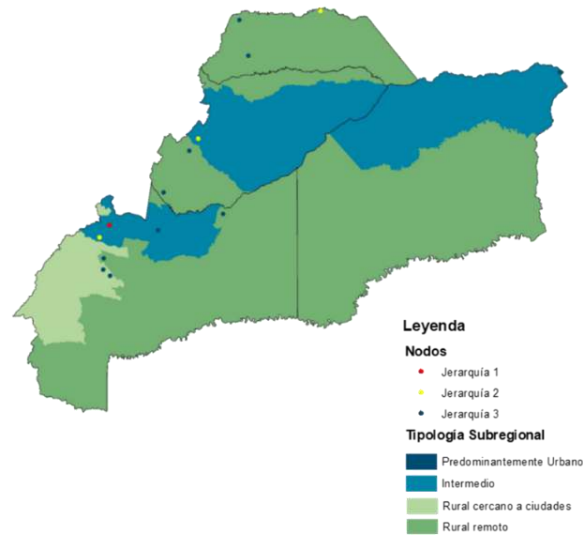 Leyenda
Nodos
Jerarquía 1
Jerarquía 2
Jerarquía 3
Tipología Subregional
Predominantemente Urbano
Intermedio
Rural cercano a ciudades
Rural remoto